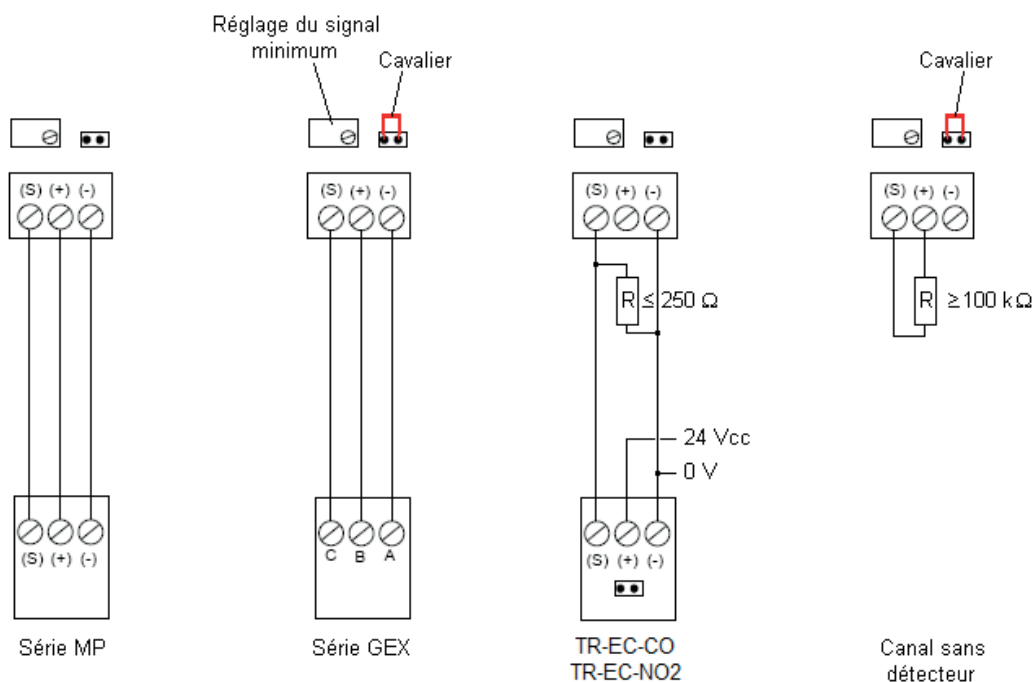 Réglage du signal
minimum
Cavalier
Cavalier
(S) (+) (-)
(S) (+) (-)
(S) (+) (-)
(S) (+) (-)
R ≤ 250 Ω
R ≥ 100 kΩ
24 Vcc
0 V
(S) (+) (-)
C B A
(S) (+) (-)
Série MP
Série GEX
TR-EC-CO
TR-EC-NO2
Canal sans
détecteur